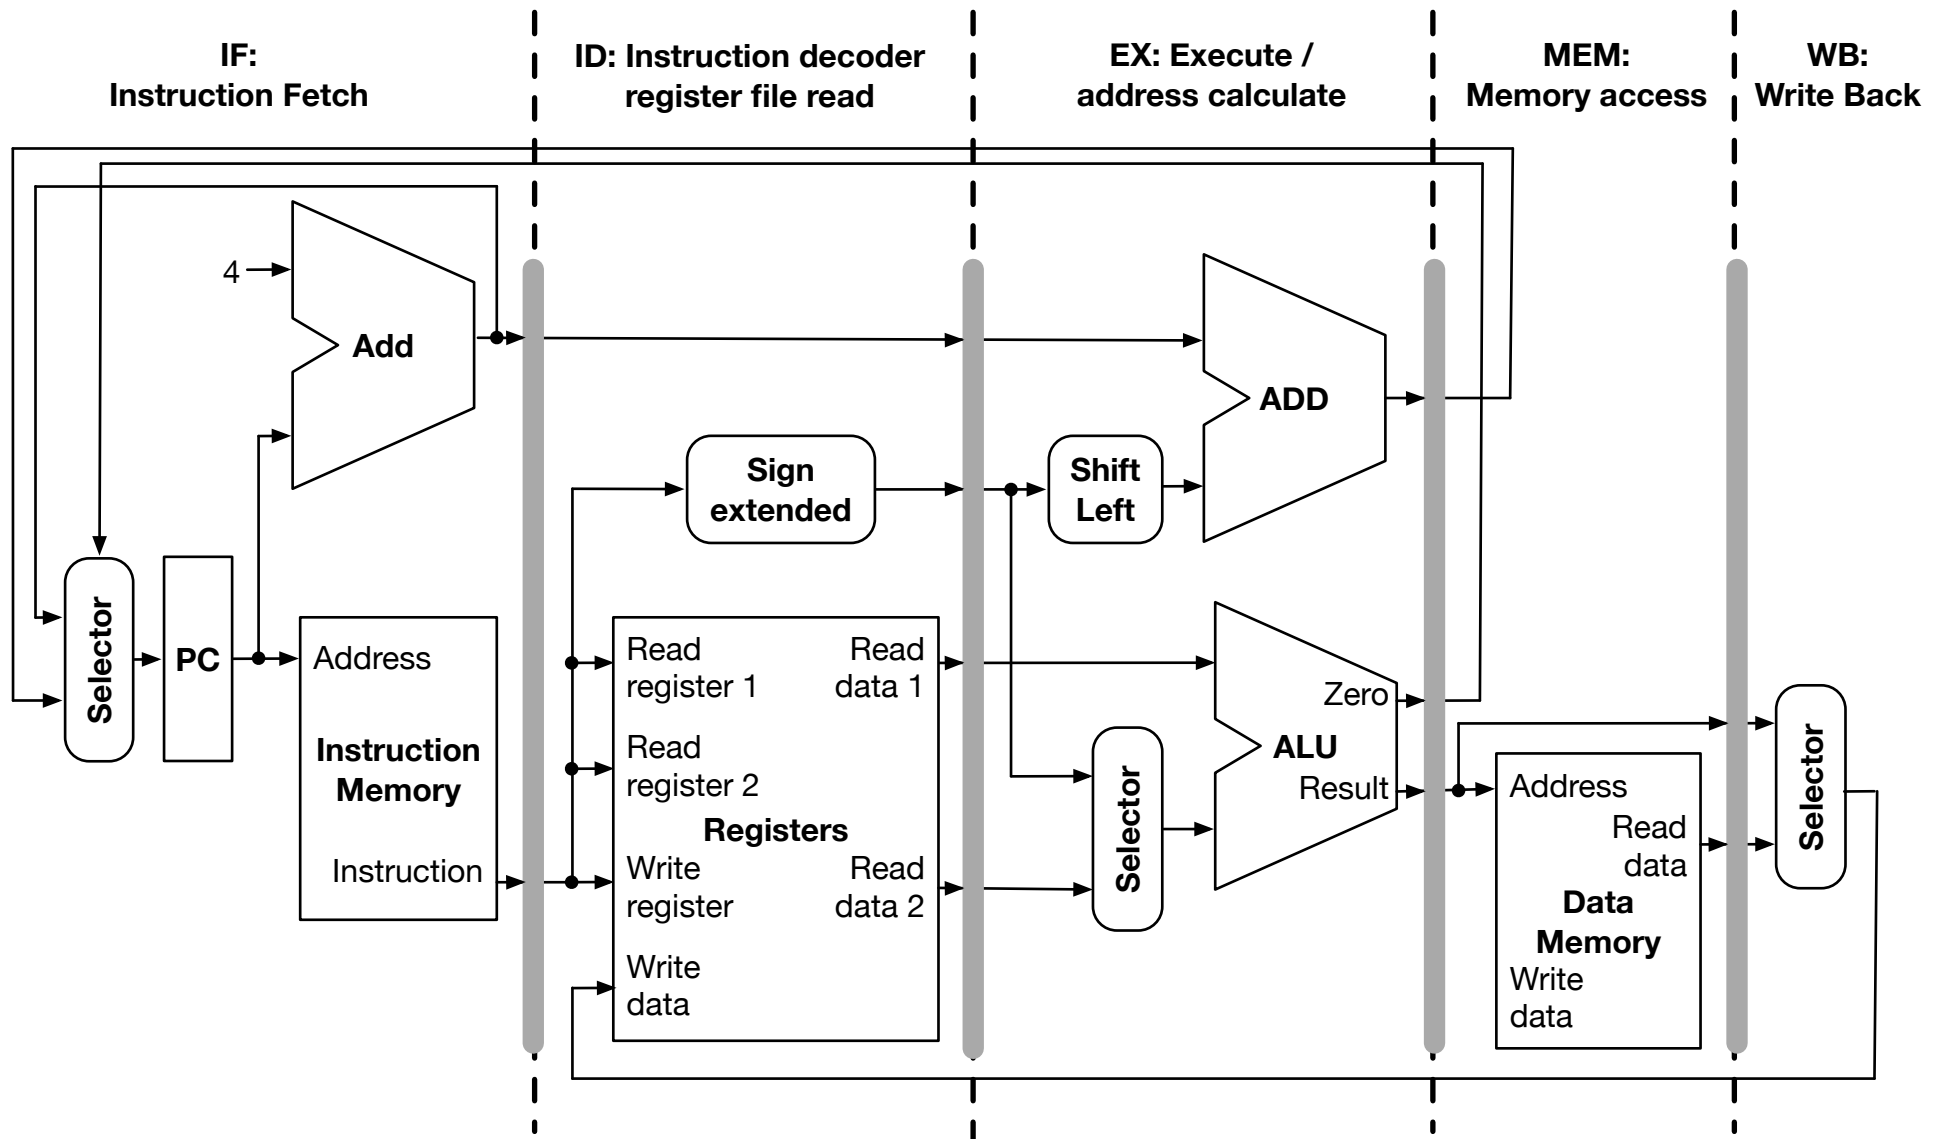 IF:
Instruction Fetch
ID: Instruction decoder
register file read
EX: Execute /
address calculate
MEM:
Memory access
WB:
Write Back
4
Add
Selector
PC
Address
Instruction
Memory
Instruction
Sign
extended
Read
register 1
Read
data 1
Read
register 2
Registers
Write
register
Read
data 2
Write
data
Shift
Left
ADD
Selector
Zero
ALU
Result
Address
Read
data
Data
Memory
Write
data
Selector